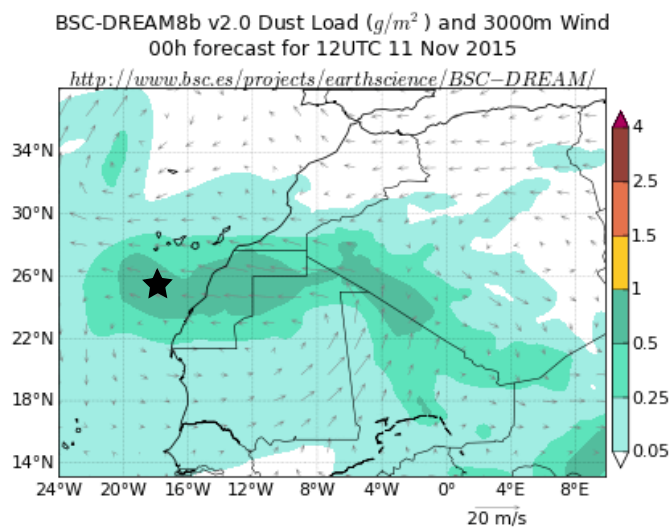 BSC-DREAM8b v2.0 Dust Load (g/m²) and 3000m Wind
00h forecast for 12UTC 11 Nov 2015
http://www.bsc.es/projects/earthscience/BSC−DREAM/
34°N
30°N
26°N
22°N
18°N
14°N
24°W 20°W 16°W 12°W 8°W 4°W 0° 4°E 8°E
4
2.5
1.5
1
0.5
0.25
0.05
20 m/s